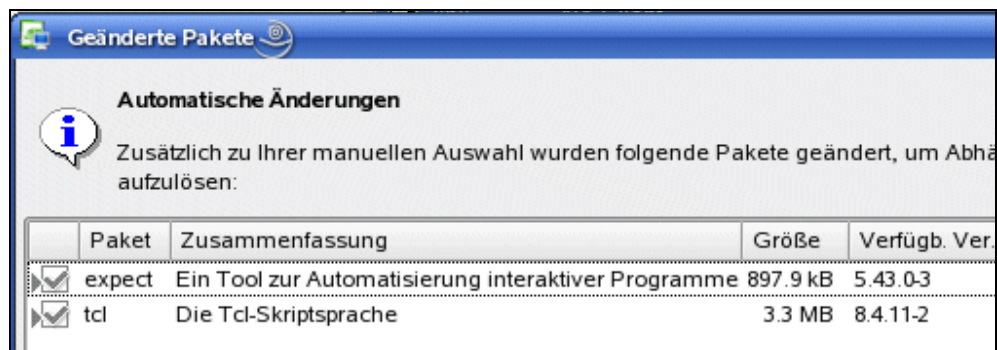 Geänderte Pakete
Automatische Änderungen
Zusätzlich zu Ihrer manuellen Auswahl wurden folgende Pakete geändert, um Abhä
aufzulösen:
Paket Zusammenfassung Größe Verfügb. Ver.
expect Ein Tool zur Automatisierung interaktiver Programme 897.9 kB 5.43.0-3
tcl Die Tcl-Skriptsprache 3.3 MB 8.4.11-2